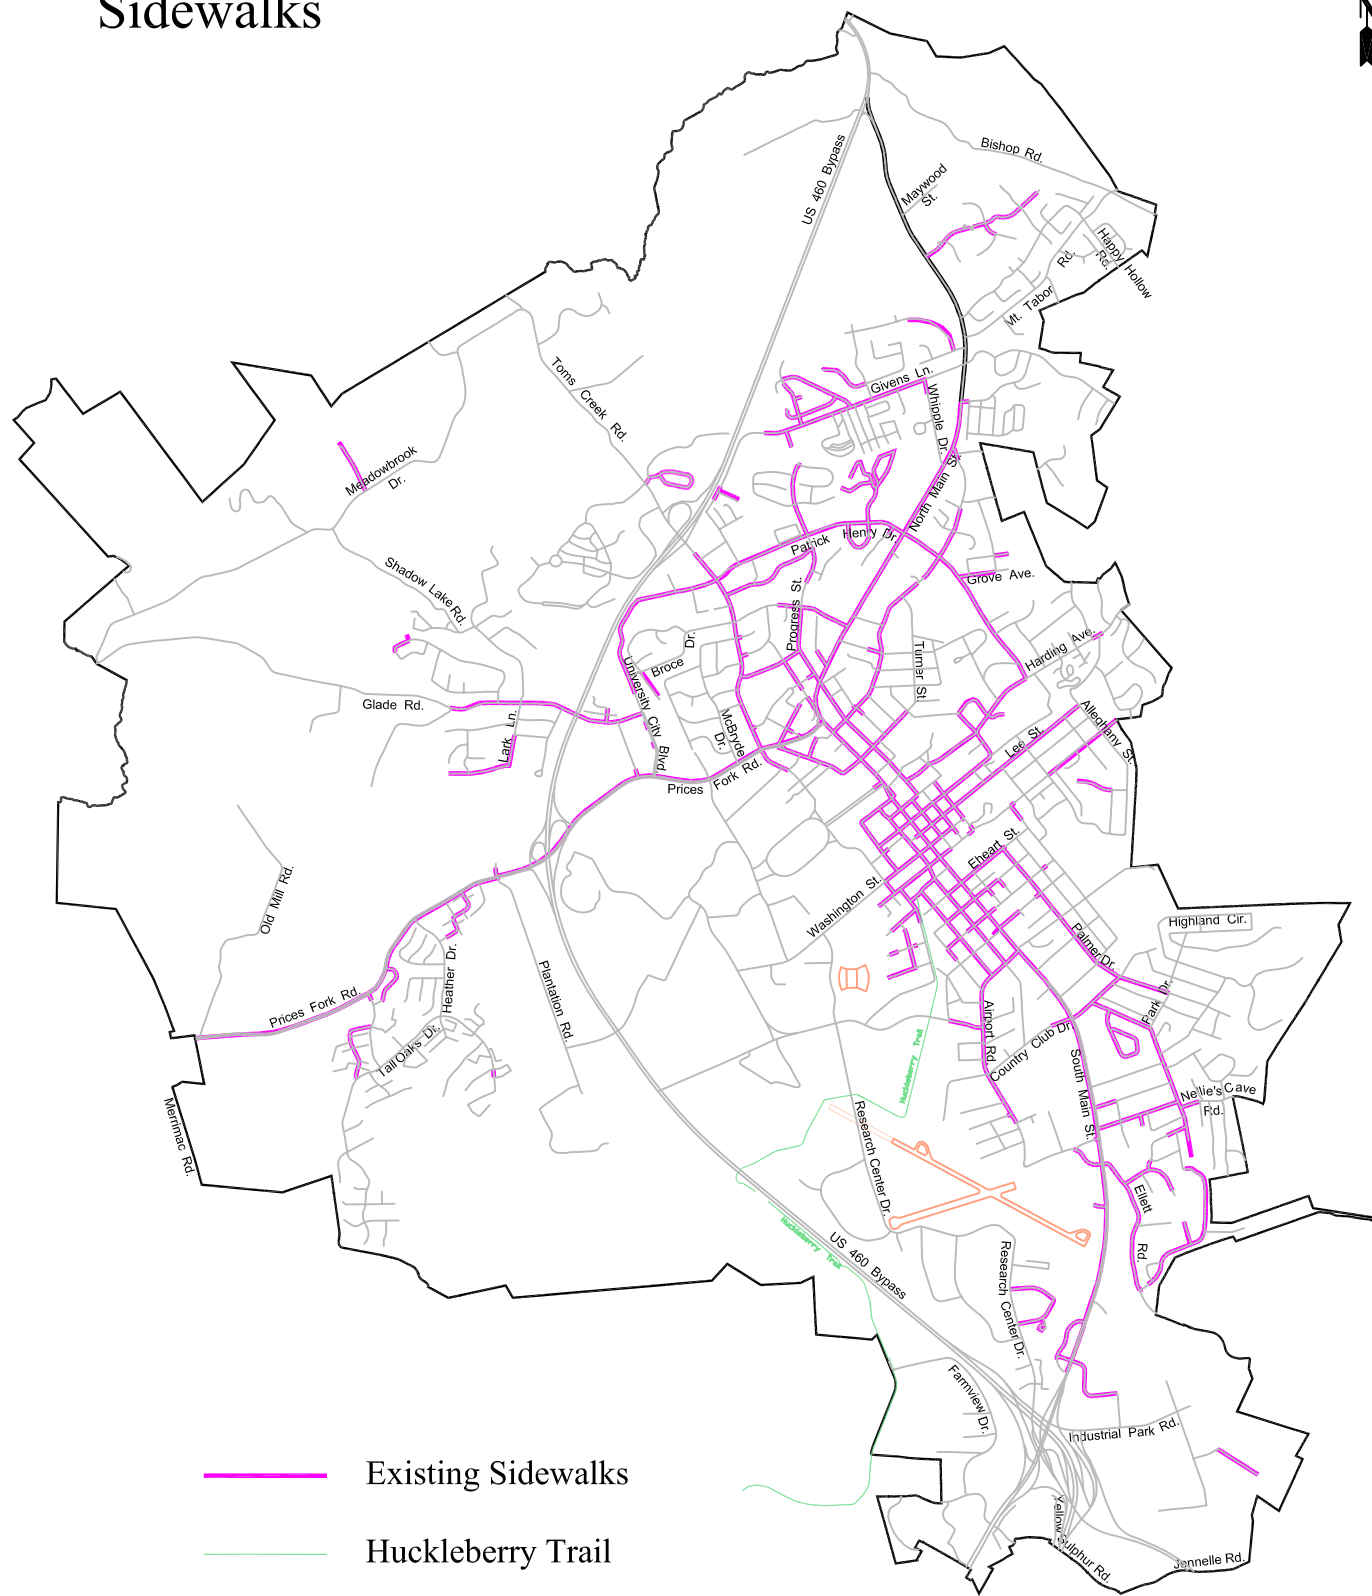 Sidewalks
N
Bishop Rd.
US 460 Bypass
Maywood
St.
Happy Hollow
Rd.
Rd.
Mt. Tabor
Toms Creek Rd.
Givens Ln.
Whipple Dr.
Meadowbrook
Dr.
North Main St.
Patrick Henry Dr.
Shadow Lake Rd.
Grove Ave.
Progress St.
Harding Ave.
Turner St.
Broce Dr.
University City Blvd
Glade Rd.
Lark Ln.
McBryde
Dr.
Alleghany St.
Lee St.
Prices Fork Rd.
Eheart St.
Old Mill Rd.
Washington St.
Highland Cir.
Palmer Dr.
Heather Dr.
Plantation Rd.
Park Dr.
Prices Fork Rd.
Airport Rd.
Tall Oaks Dr.
Country Club Dr.
Huckleberry Trail
South Main St.
Nellie's Cave
Rd.
Merrimac Rd.
Research Center Dr.
Ellett Rd.
Huckleberry Trail
US 460 Bypass
Research Center Dr.
Farmview Dr.
Industrial Park Rd.
Existing Sidewalks
Yellow Sulphur Rd.
Huckleberry Trail
Jennelle Rd.